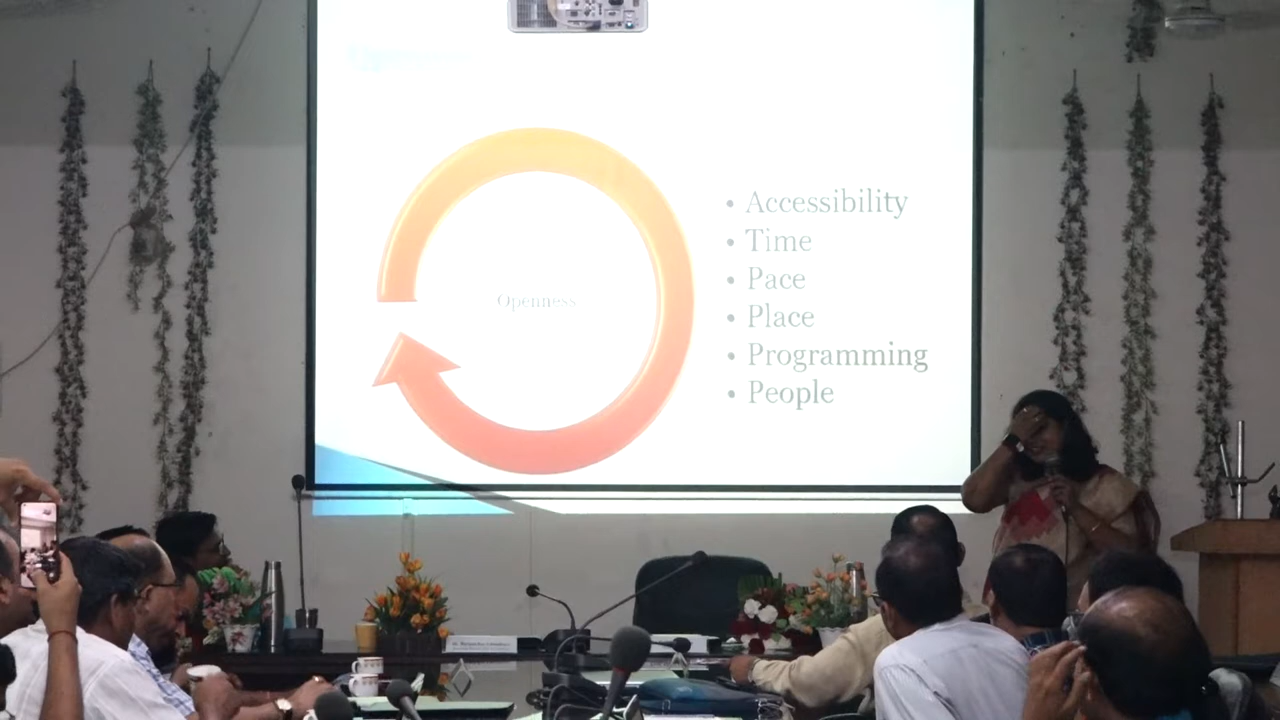 Openness
• Accessibility
• Time
• Pace
• Place
• Programming
• People